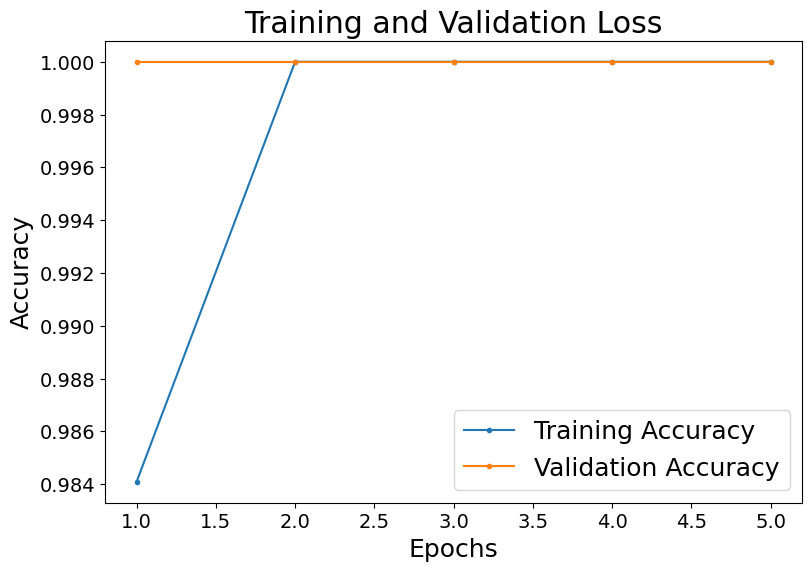 Training and Validation Loss
1.000
0.998
0.996
0.994
0.992
0.990
0.988
0.986
0.984
Accuracy
Training Accuracy
Validation Accuracy
1.0 1.5 2.0 2.5 3.0 3.5 4.0 4.5 5.0
Epochs